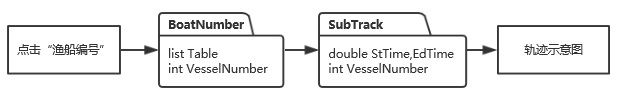 点击“渔船编号”
BoatNumber
list Table
int VesselNumber
SubTrack
double StTime,EdTime
int VesselNumber
轨迹示意图